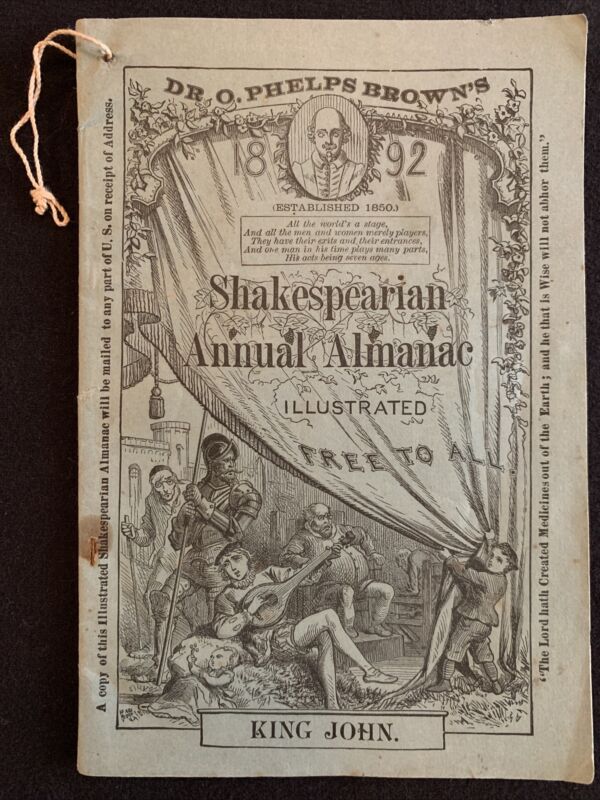 DR. O. PHELPS BROWN'S
1892
(ESTABLISHED 1850.)
All the world's a stage,
And all the men and women merely players,
They have their exits and their entrances,
And one man in his time plays many parts,
His acts being seven ages.
Shakespearian
Annual Almanac
ILLUSTRATED
FREE TO ALL.
KING JOHN.
A copy of this Illustrated Shakespearian Almanac will be mailed to any part of U. S. on receipt of Address.
"The Lord hath Created Medicines out of the Earth; and he that is Wise will not abhor them."